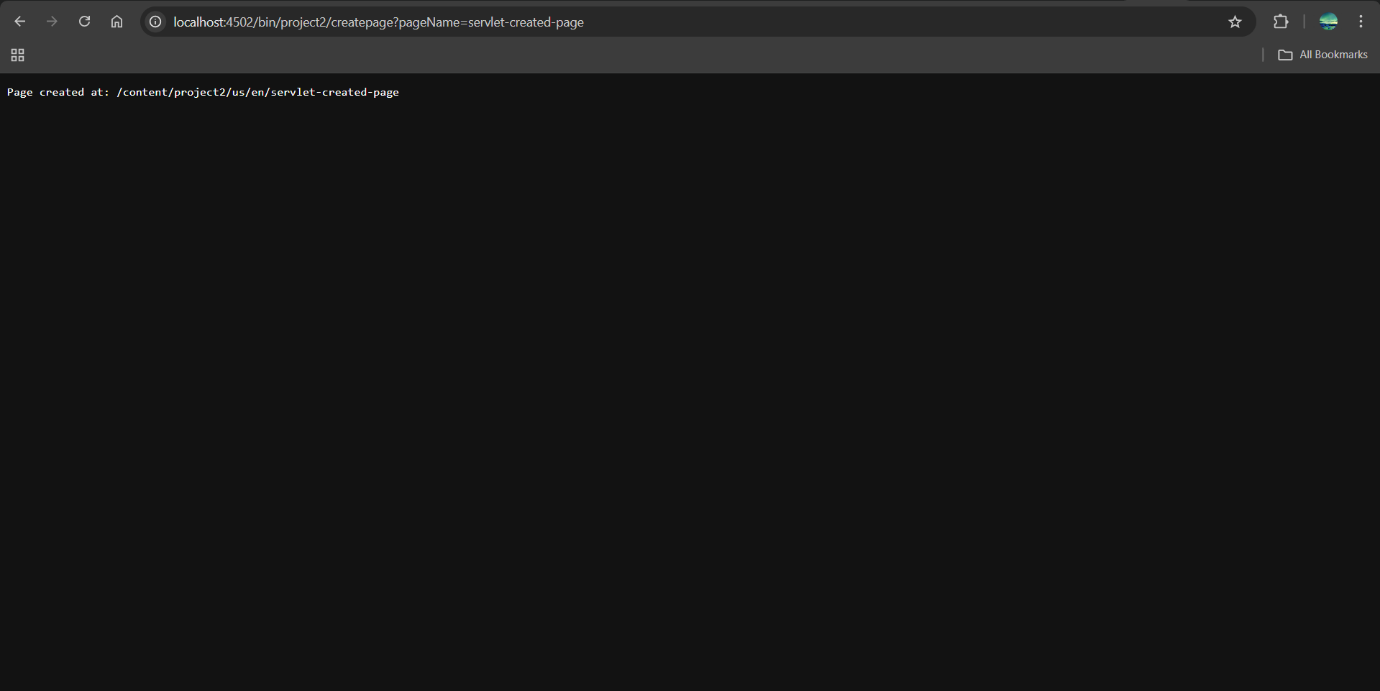 localhost:4502/bin/project2/createpage?pageName=servlet-created-page
All Bookmarks
Page created at: /content/project2/us/en/servlet-created-page